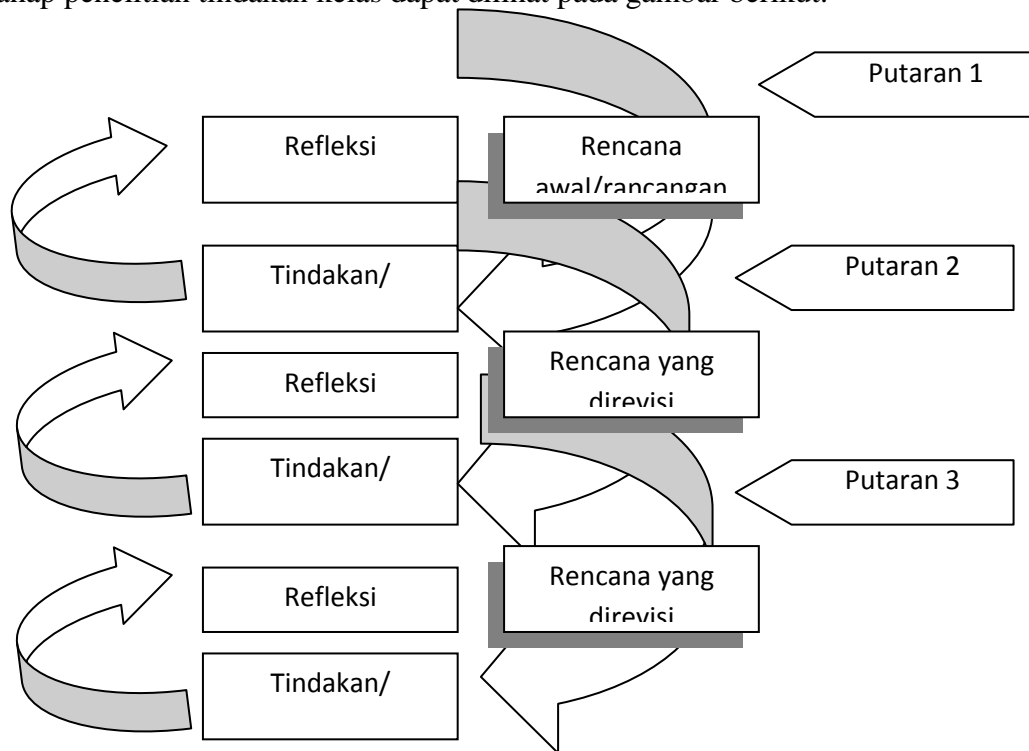 penelitian tindakan kelas dapat dilihat pada gambar berikut.
Putaran 1
Refleksi
Rencana
awal/rancangan
Tindakan/
Putaran 2
Refleksi
Rencana yang
direvisi
Tindakan/
Putaran 3
Refleksi
Rencana yang
direvisi
Tindakan/